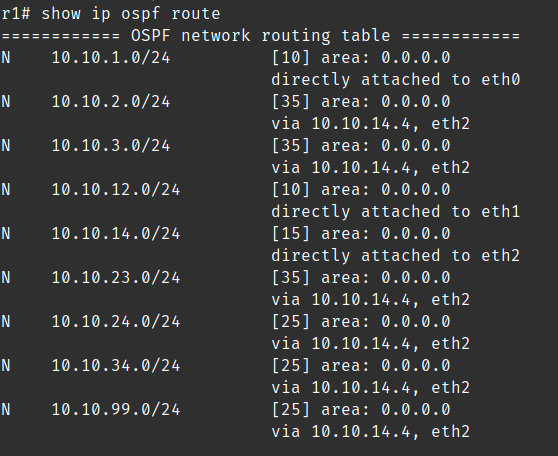 r1# show ip ospf route
============ OSPF network routing table ============
N    10.10.1.0/24          [10] area: 0.0.0.0
                           directly attached to eth0
N    10.10.2.0/24          [35] area: 0.0.0.0
                           via 10.10.14.4, eth2
N    10.10.3.0/24          [35] area: 0.0.0.0
                           via 10.10.14.4, eth2
N    10.10.12.0/24         [10] area: 0.0.0.0
                           directly attached to eth1
N    10.10.14.0/24         [15] area: 0.0.0.0
                           directly attached to eth2
N    10.10.23.0/24         [35] area: 0.0.0.0
                           via 10.10.14.4, eth2
N    10.10.24.0/24         [25] area: 0.0.0.0
                           via 10.10.14.4, eth2
N    10.10.34.0/24         [25] area: 0.0.0.0
                           via 10.10.14.4, eth2
N    10.10.99.0/24         [25] area: 0.0.0.0
                           via 10.10.14.4, eth2